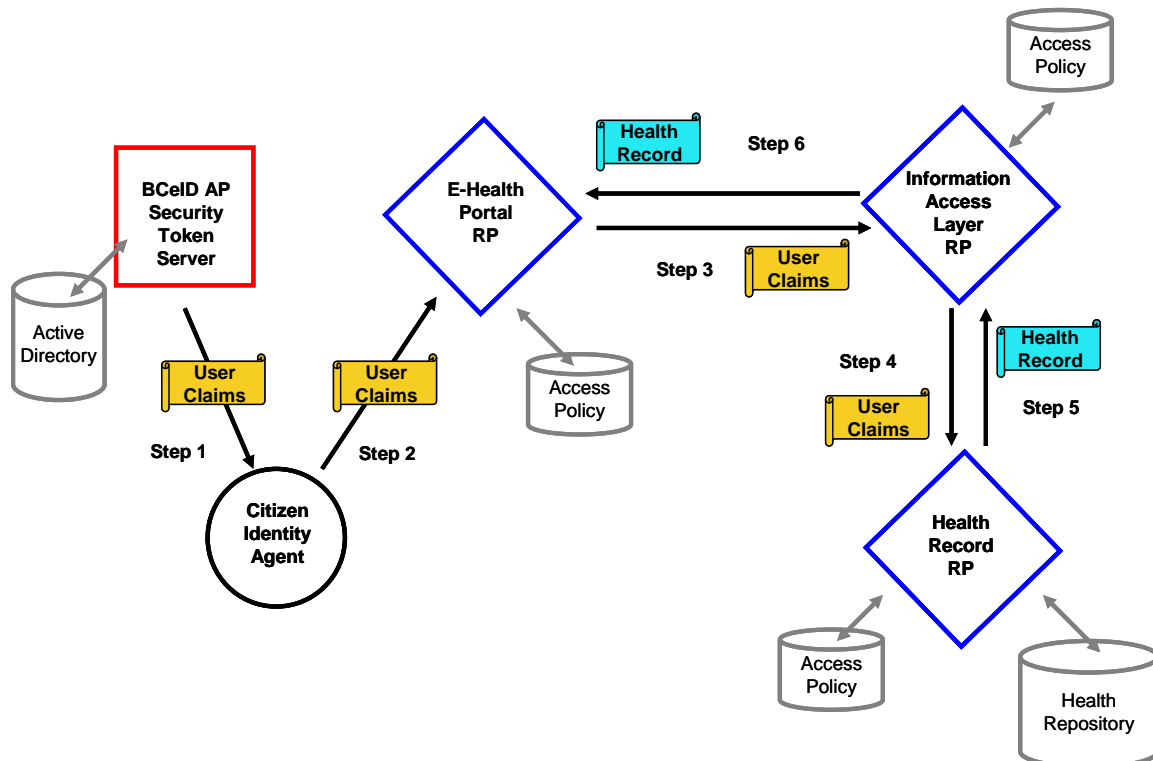 Access
Policy
Health
Record
Step 6
BCeID AP
Security
Token
Server
E-Health
Portal
RP
Information
Access
Layer
RP
Step 3
User
Claims
Active
Directory
User
Claims
User
Claims
Access
Policy
Step 4
Health
Record
User
Claims
Step 5
Step 1
Step 2
Citizen
Identity
Agent
Health
Record
RP
Access
Policy
Health
Repository